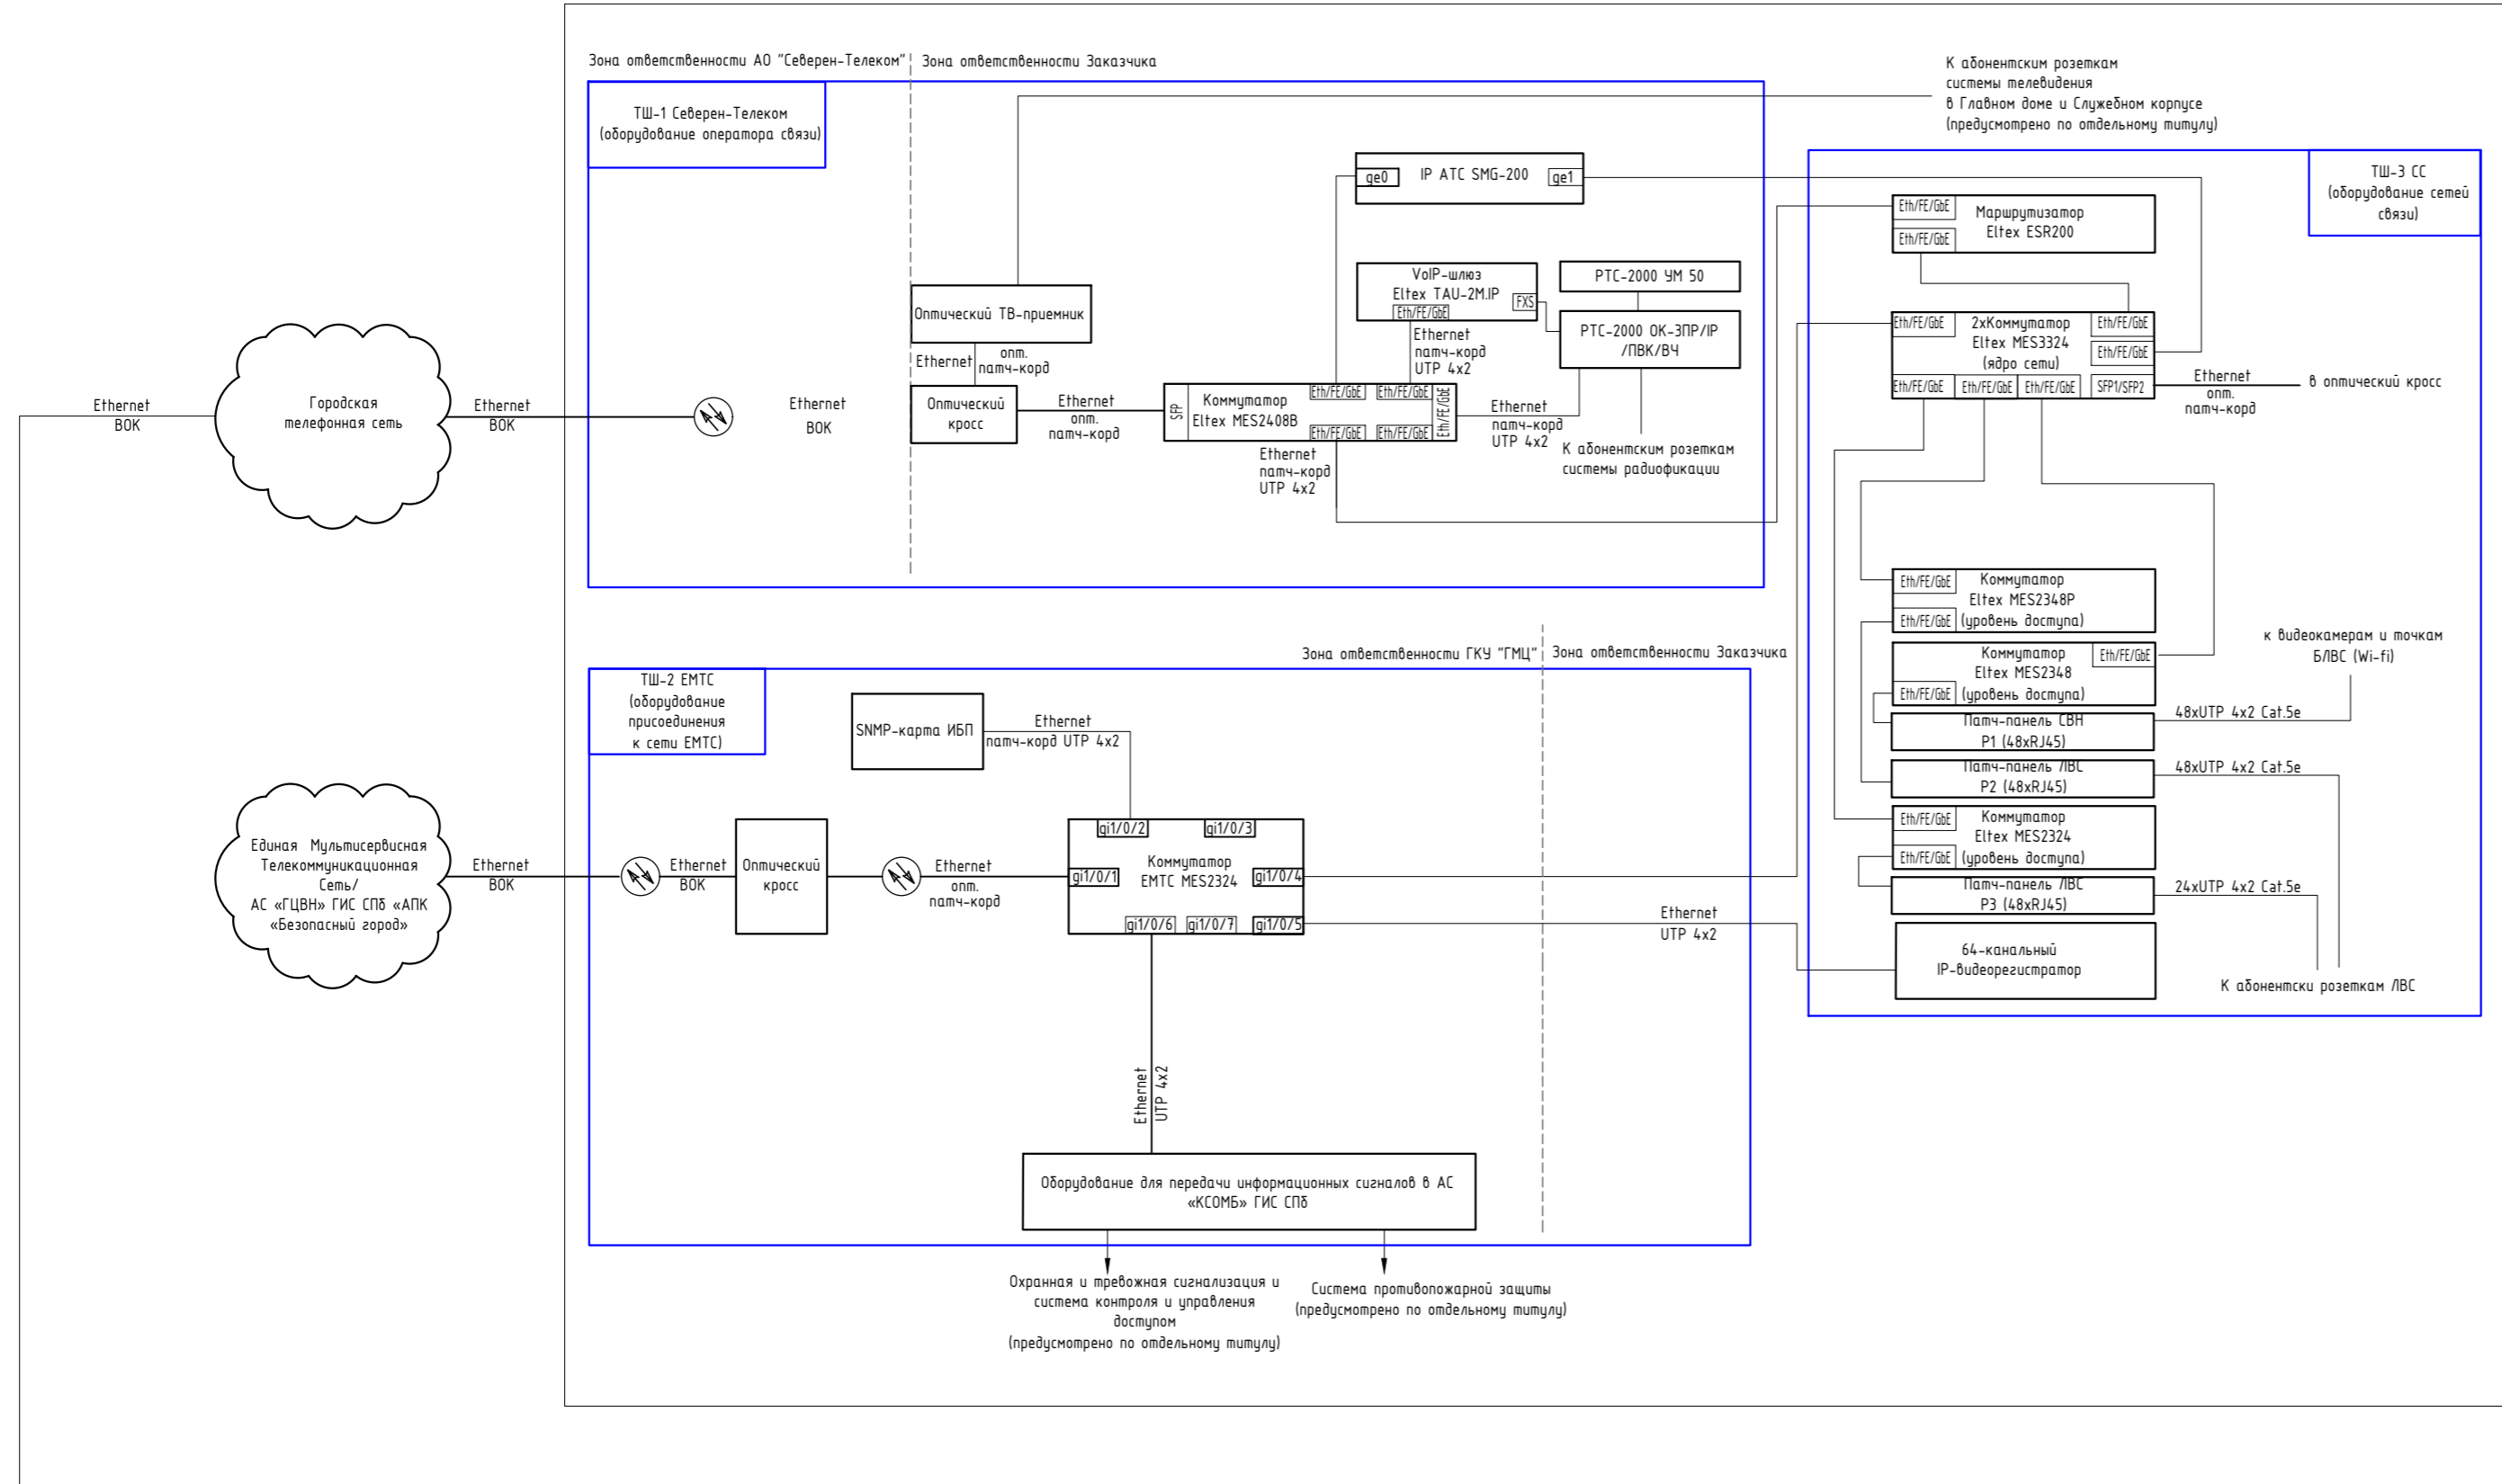 Зона ответственности АО "Северен-Телеком"
Зона ответственности Заказчика
ТШ-1 Северен-Телеком
(оборудование оператора связи)
К абонентским розеткам
системы телевидения
в Главном доме и Служебном корпусе
(предусмотрено по отдельному титулу)
IP АТС SMG-200
ge0
ge1
VoIP-шлюз
Eltex TAU-2M.IP
FXS
Eth/FE/GbE
РТС-2000 УМ 50
РТС-2000 ОК-3ПР/IP
/ПВК/ВЧ
Оптический ТВ-приемник
Ethernet
опт.
патч-корд
Ethernet
патч-корд
UTP 4x2
Ethernet
ВОК
Городская
телефонная сеть
Ethernet
ВОК
Ethernet
ВОК
Оптический
кросс
Ethernet
опт.
патч-корд
SFP
Коммутатор
Eltex MES2408B
Eth/FE/GbE
Eth/FE/GbE
Eth/FE/GbE
Eth/FE/GbE
Eth/FE/GbE
Ethernet
патч-корд
UTP 4x2
Ethernet
патч-корд
UTP 4x2
К абонентским розеткам
системы радиофикации
ТШ-3 СС
(оборудование сетей
связи)
Eth/FE/GbE
Eth/FE/GbE
Маршрутизатор
Eltex ESR200
Eth/FE/GbE
2хКоммутатор
Eltex MES3324
(ядро сети)
Eth/FE/GbE
Eth/FE/GbE
Eth/FE/GbE
Eth/FE/GbE
Eth/FE/GbE
SFP1/SFP2
Ethernet
опт.
патч-корд
в оптический кросс
Eth/FE/GbE
Eth/FE/GbE
Коммутатор
Eltex MES2348P
(уровень доступа)
Коммутатор
Eltex MES2348
(уровень доступа)
Eth/FE/GbE
Eth/FE/GbE
к видеокамерам и точкам
БЛВС (Wi-fi)
Патч-панель СВН
P1 (48xRJ45)
48xUTP 4x2 Cat.5e
Патч-панель ЛВС
P2 (48xRJ45)
48xUTP 4x2 Cat.5e
Eth/FE/GbE
Eth/FE/GbE
Коммутатор
Eltex MES2324
(уровень доступа)
Патч-панель ЛВС
P3 (48xRJ45)
24xUTP 4x2 Cat.5e
64-канальный
IP-видеорегистратор
К абонентски розеткам ЛВС
Зона ответственности ГКУ "ГМЦ"
Зона ответственности Заказчика
ТШ-2 ЕМТС
(оборудование
присоединения
к сети ЕМТС)
SNMP-карта ИБП
Ethernet
патч-корд UTP 4x2
Единая Мультисервисная
Телекоммуникационная
Сеть/
АС «ГЦВН» ГИС СПб «АПК
«Безопасный город»
Ethernet
ВОК
Ethernet
ВОК
Оптический
кросс
Ethernet
опт.
патч-корд
gi1/0/2
gi1/0/3
gi1/0/1
Коммутатор
ЕМТС MES2324
gi1/0/4
gi1/0/6
gi1/0/7
gi1/0/5
Ethernet
UTP 4x2
Ethernet
UTP 4x2
Оборудование для передачи информационных сигналов в АС
«КСОМБ» ГИС СПб
Охранная и тревожная сигнализация и
система контроля и управления
доступом
(предусмотрено по отдельному титулу)
Система противопожарной защиты
(предусмотрено по отдельному титулу)